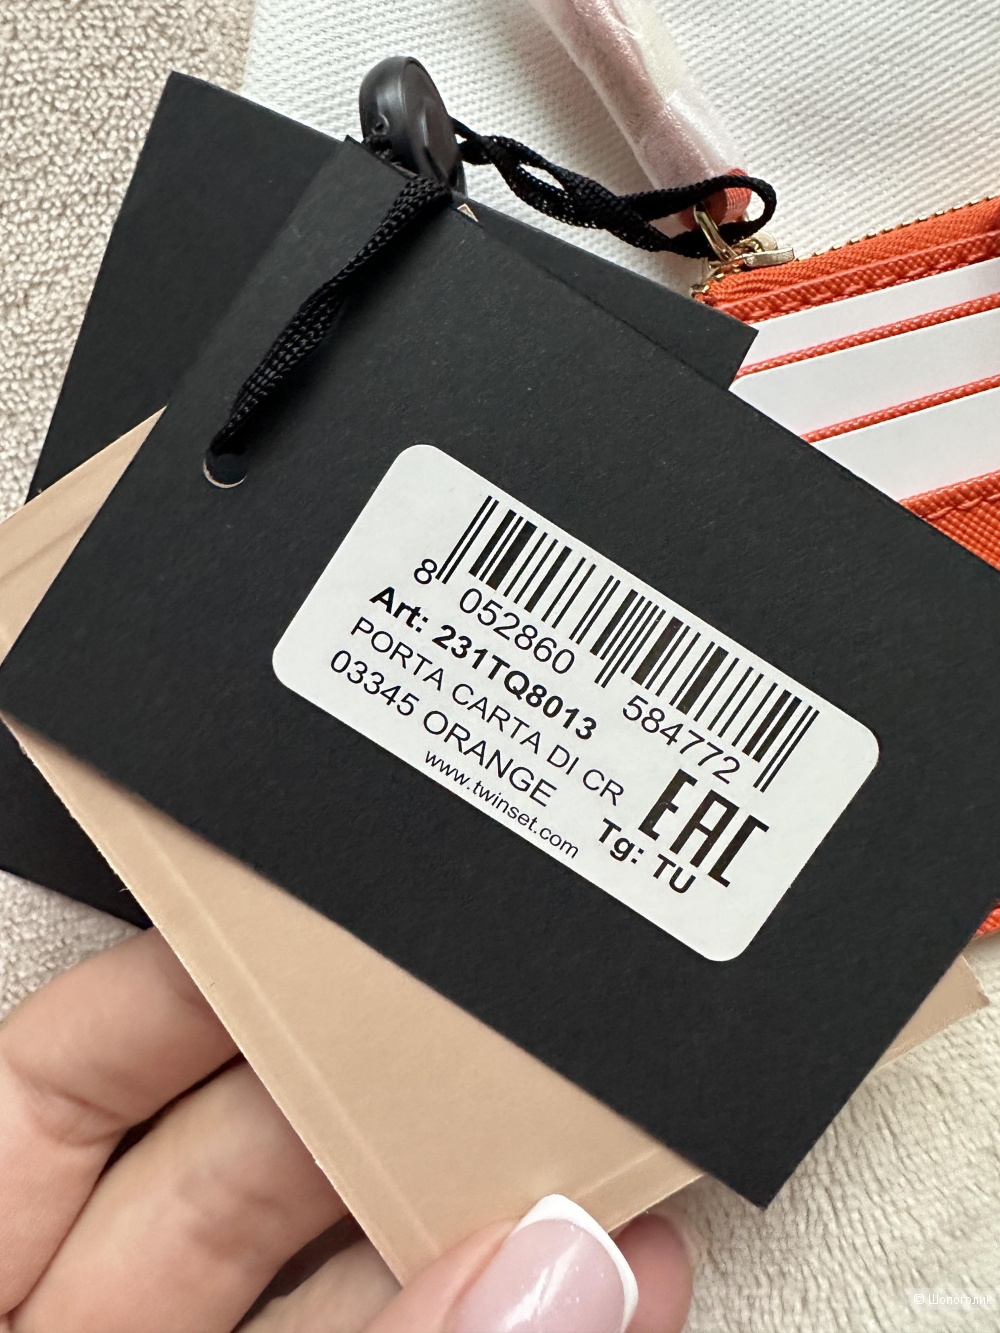 8 052860 584772
Art: 231TQ8013
PORTA CARTA DI CR
03345 ORANGE
www.twinset.com
EAC
Tg: TU
© Шопоголик